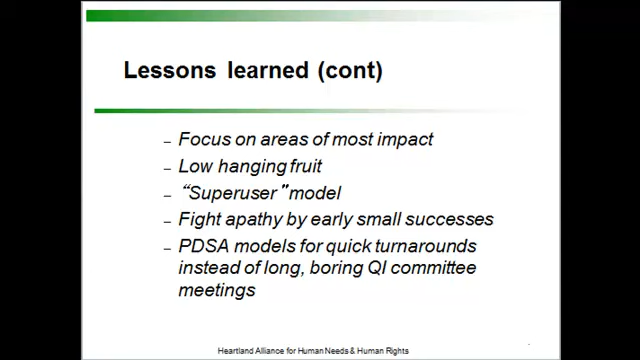 Lessons learned (cont)
– Focus on areas of most impact
– Low hanging fruit
– “Superuser” model
– Fight apathy by early small successes
– PDSA models for quick turnarounds
instead of long, boring QI committee
meetings
Heartland Alliance for Human Needs & Human Rights